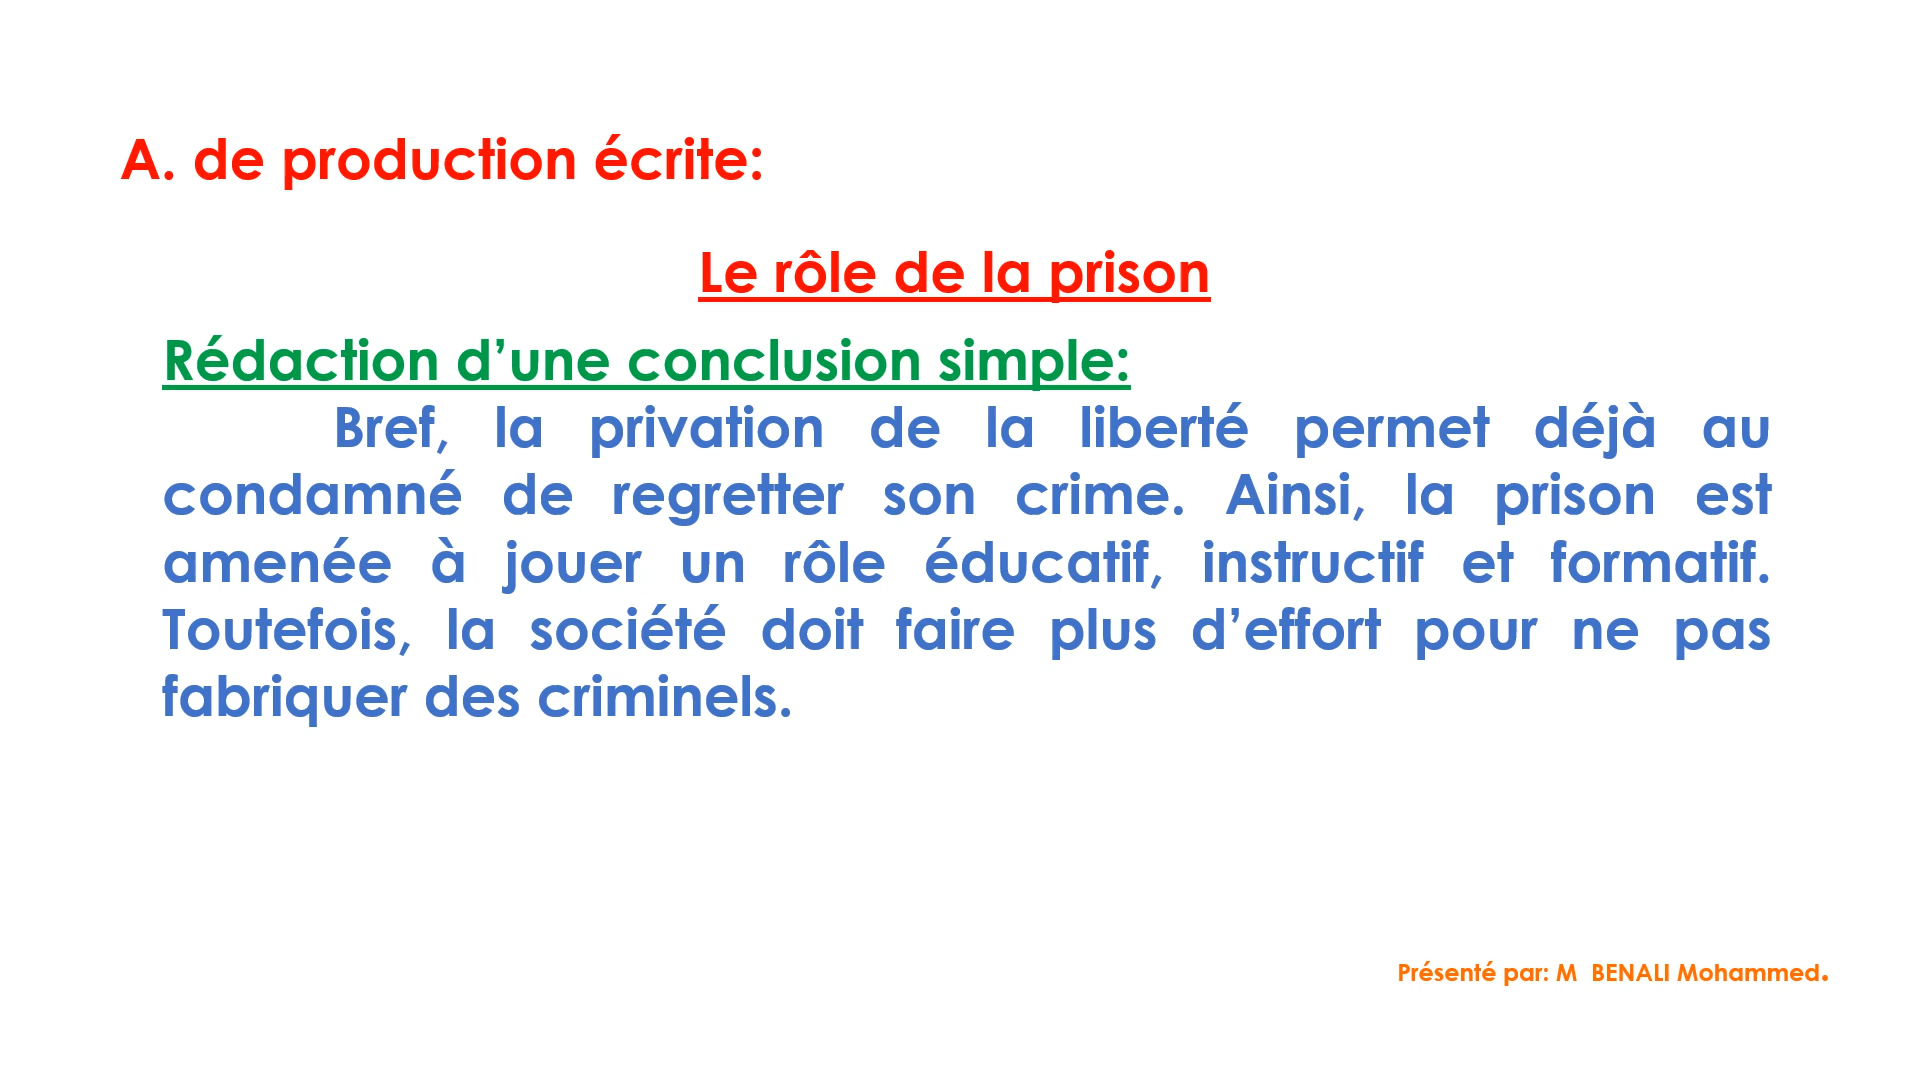 A. de production écrite:
Le rôle de la prison
Rédaction d’une conclusion simple:
Bref, la privation de la liberté permet déjà au
condamné de regretter son crime. Ainsi, la prison est
amenée à jouer un rôle éducatif, instructif et formatif.
Toutefois, la société doit faire plus d’effort pour ne pas
fabriquer des criminels.
Présenté par: M  BENALI Mohammed.